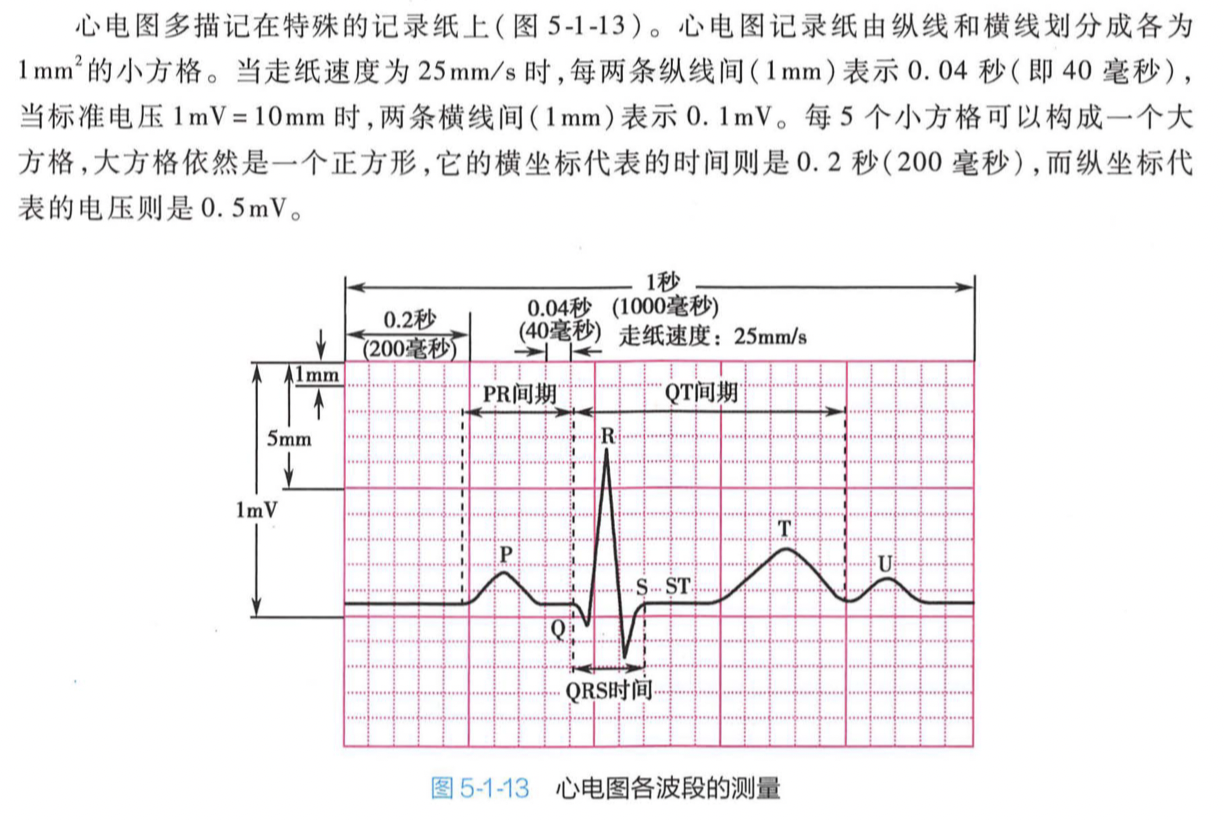 心电图多描记在特殊的记录纸上(图 5-1-13)。心电图记录纸由纵线和横线划分成各为
1mm²的小方格。当走纸速度为 25mm/s 时,每两条纵线间(1mm)表示 0.04 秒(即 40 毫秒),
当标准电压 1mV=10mm 时,两条横线间(1mm)表示 0.1mV。每 5 个小方格可以构成一个大
方格,大方格依然是一个正方形,它的横坐标代表的时间则是 0.2 秒(200 毫秒),而纵坐标代
表的电压则是 0.5mV。
1秒
(1000毫秒)
0.04秒
(40毫秒)
0.2秒
(200毫秒)
走纸速度：25mm/s
1mm
PR间期
QT间期
5mm
R
1mV
T
P
U
S
ST
Q
QRS时间
图 5-1-13 心电图各波段的测量